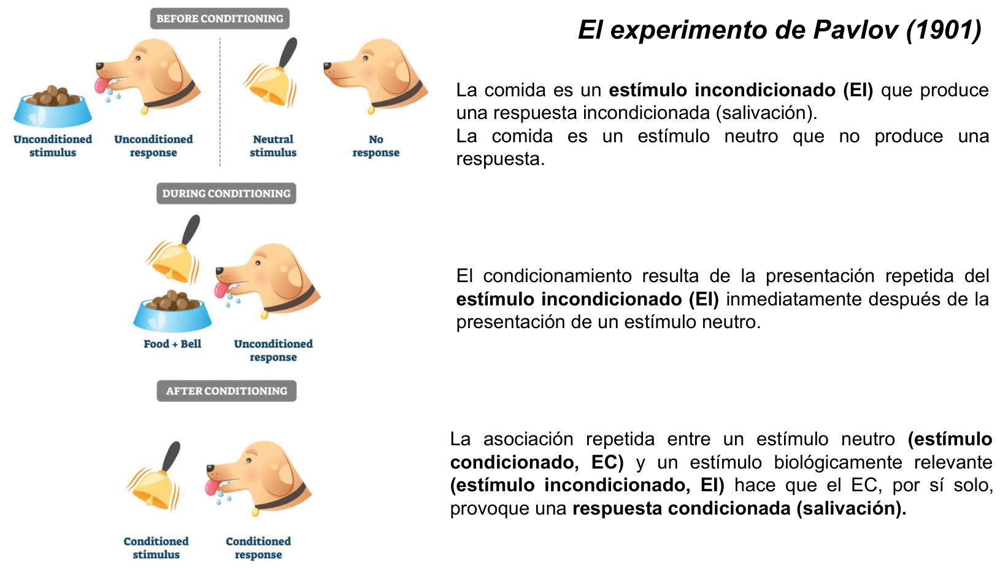 El experimento de Pavlov (1901)
BEFORE CONDITIONING
Unconditioned
stimulus
Unconditioned
response
Neutral
stimulus
No
response
La comida es un estímulo incondicionado (EI) que produce
una respuesta incondicionada (salivación).
La comida es un estímulo neutro que no produce una
respuesta.
DURING CONDITIONING
Food + Bell
Unconditioned
response
El condicionamiento resulta de la presentación repetida del
estímulo incondicionado (EI) inmediatamente después de la
presentación de un estímulo neutro.
AFTER CONDITIONING
Conditioned
stimulus
Conditioned
response
La asociación repetida entre un estímulo neutro (estímulo
condicionado, EC) y un estímulo biológicamente relevante
(estímulo incondicionado, EI) hace que el EC, por sí solo,
provoque una respuesta condicionada (salivación).